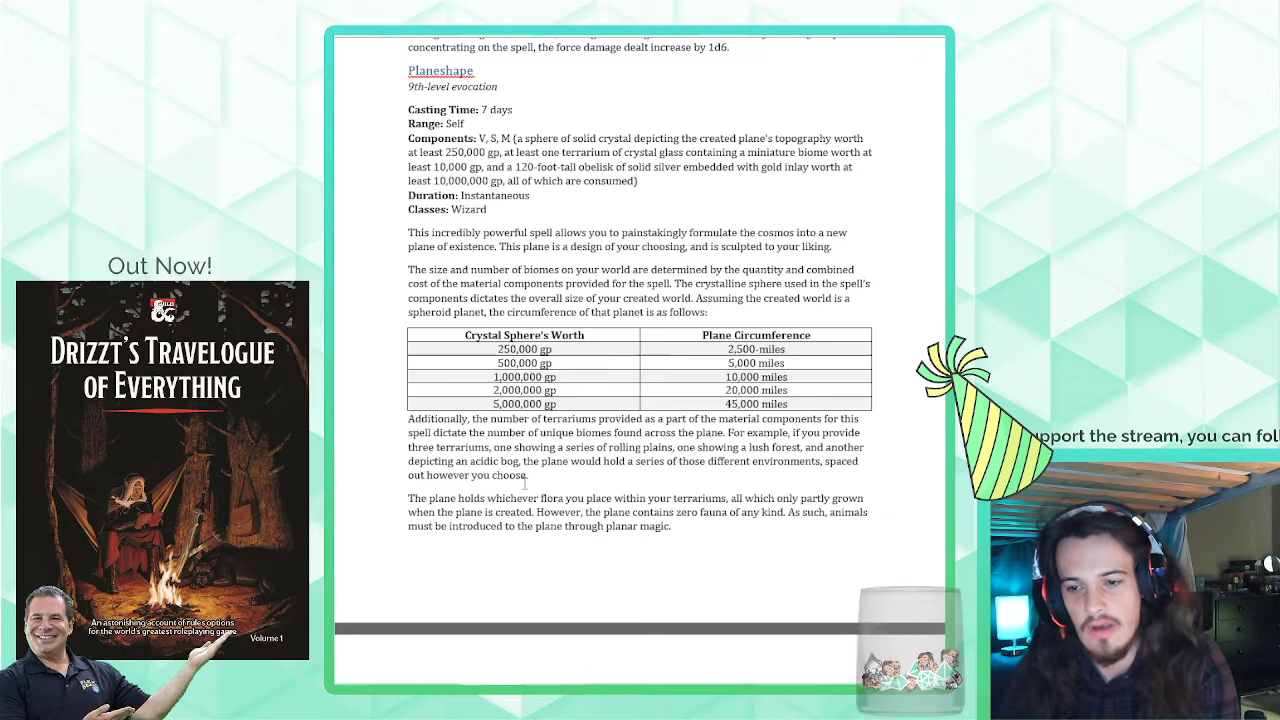 concentrating on the spell, the force damage dealt increase by 1d6.
Planeshape
9th-level evocation
Casting Time: 7 days
Range: Self
Components: V, S, M (a sphere of solid crystal depicting the created plane's topography worth
at least 250,000 gp, at least one terrarium of crystal glass containing a miniature biome worth at
least 10,000 gp, and a 120-foot-tall obelisk of solid silver embedded with gold inlay worth at
least 10,000,000 gp, all of which are consumed)
Duration: Instantaneous
Classes: Wizard
This incredibly powerful spell allows you to painstakingly formulate the cosmos into a new
plane of existence. This plane is a design of your choosing, and is sculpted to your liking.
The size and number of biomes on your world are determined by the quantity and combined
cost of the material components provided for the spell. The crystalline sphere used in the spell's
components dictates the overall size of your created world. Assuming the created world is a
spheroid planet, the circumference of that planet is as follows:
Crystal Sphere's Worth Plane Circumference
250,000 gp 2,500-miles
500,000 gp 5,000 miles
1,000,000 gp 10,000 miles
2,000,000 gp 20,000 miles
5,000,000 gp 45,000 miles
Additionally, the number of terrariums provided as a part of the material components for this
spell dictate the number of unique biomes found across the plane. For example, if you provide
three terrariums, one showing a series of rolling plains, one showing a lush forest, and another
depicting an acidic bog, the plane would hold a series of those different environments, spaced
out however you choose.
The plane holds whichever flora you place within your terrariums, all which only partly grown
when the plane is created. However, the plane contains zero fauna of any kind. As such, animals
must be introduced to the plane through planar magic.
Out Now!
DRIZZT'S TRAVELOGUE
OF EVERYTHING
An astonishing account of rules options
for the world's greatest roleplaying game
Volume 1
upport the stream, you can fol